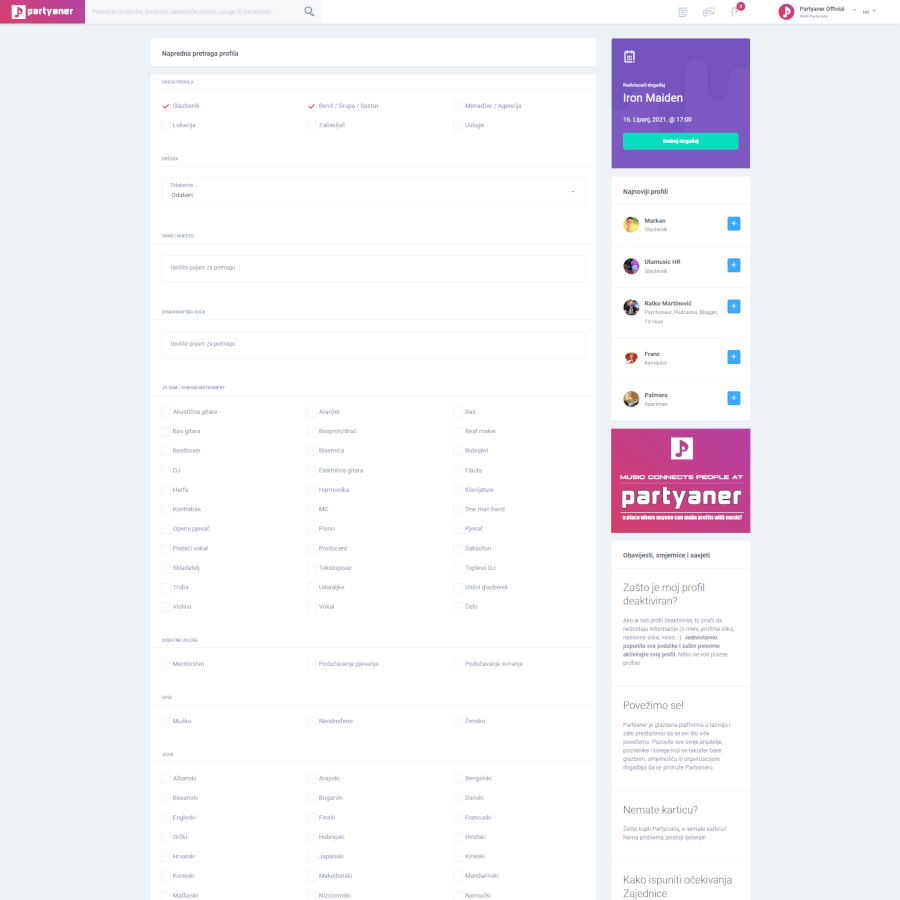 partyaner
Pretražite umjetnike, izvođače, zabavljače, mjesta, usluge ili menadžere...
1
Partyaner Official
HR
Napredna pretraga profila
VRSTA PROFILA
Glazbenik
Bend / Grupa / Sastav
Menadžer / Agencija
Lokacija
Zabavljač
Usluge
DRŽAVA
Odaberite...
Odaberi
GRAD / MJESTO
Upišite pojam za pretragu
DISKOGRAFSKA KUĆA
Upišite pojam za pretragu
JA SAM / SVIRAM INSTRUMENT
Akustična gitara
Aranžer
Bas
Bas gitara
Basprim/Brač
Beat maker
Beatboxer
Bisernica
Bubnjevi
DJ
Električna gitara
Flauta
Harfa
Harmonika
Klavijature
Kontrabas
MC
One man band
Operni pjevač
Piano
Pjevač
Prateći vokal
Producent
Saksofon
Skladatelj
Tekstopisac
Topless DJ
Truba
Udaraljke
Ulični glazbenik
Violina
Vokal
Čelo
DODATNE USLUGE
Mentorstvo
Podučavanje pjevanja
Podučavanje sviranja
SPOL
Muško
Neodređeno
Žensko
JEZIK
Albanski
Arapski
Bengalski
Bosanski
Bugarski
Danski
Engleski
Finski
Francuski
Grčki
Hebrejski
Hindski
Hrvatski
Japanski
Kineski
Korejski
Makedonski
Mandarinski
Mađarski
Nizozemski
Njemački
Nadolazeći događaj
Iron Maiden
16. Lipanj, 2021. @ 17:00
Kreiraj događaj
Najnoviji profili
Markan
Glazbenik
Utamusic HR
Glazbenik
Ratko Martinović
Psychonaut, Podcaster, Blogger,
TV Host
Franc
Kantautor
Palmera
Apartman
MUSIC CONNECTS PEOPLE AT
partyaner
a place where anyone can make profits with music!
Obavijesti, smjernice i savjeti
Zašto je moj profil
deaktiviran?
Ako je vaš profil deaktiviran, to znači da
nedostaju informacije (o meni, profilna slika,
naslovna slika, video...). Jednostavno,
popunite sve podatke i zatim ponovno
aktivirajte svoj profil. Nitko ne voli prazne
profile!
Povežimo se!
Partyaner je glazbena platforma u razvoju i
zato predlažemo da se svi što više
povežemo. Pozovite sve svoje prijatelje,
poznanike i kolege koji se također bave
glazbom, umjetnošću ili organizacijom
događaja da se pridruže Partyaneru.
Nemate karticu?
Želite kupiti Partycoins, a nemate karticu?
Nema problema, postoji rješenje!
Kako ispuniti očekivanja
Zajednice